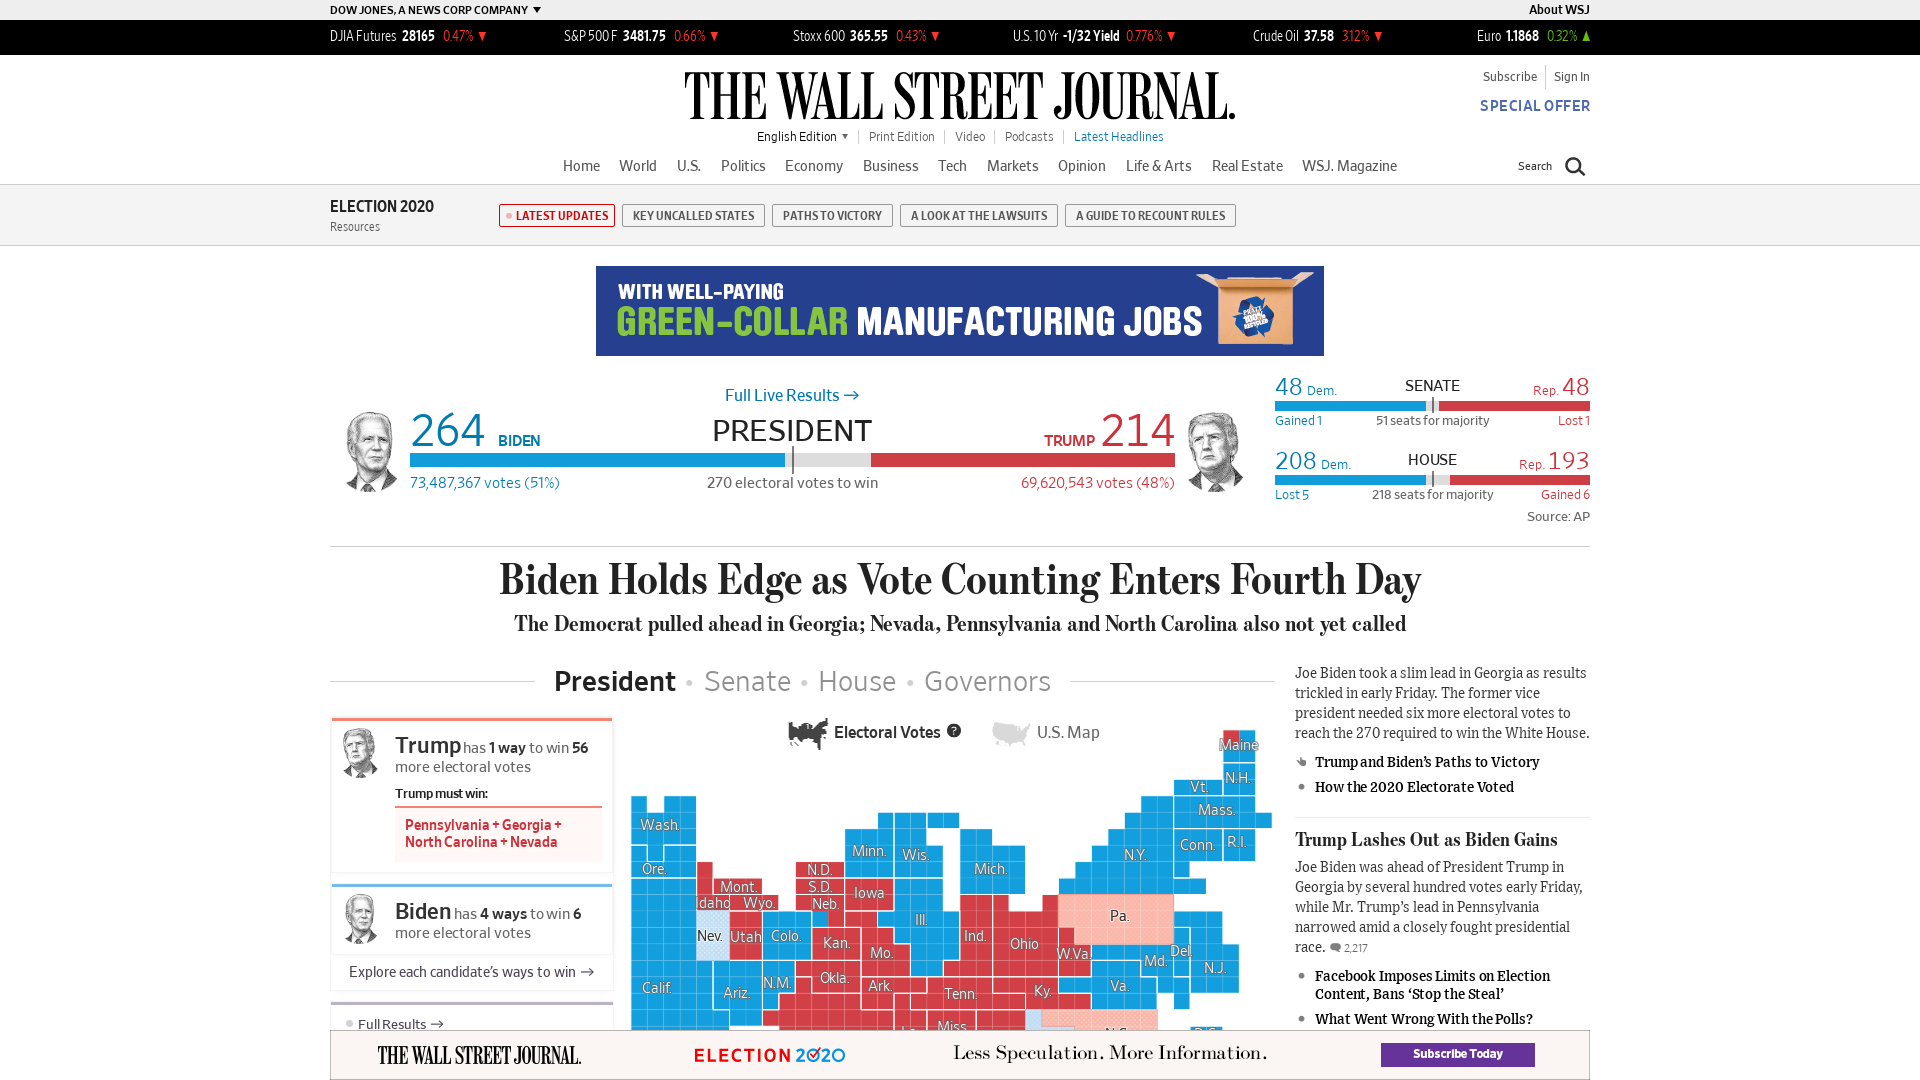 DOW JONES, A NEWS CORP COMPANY
About WSJ
DJIA Futures 28165 0.47%
S&P 500 F 3481.75 0.66%
Stoxx 600 365.55 0.43%
U.S. 10 Yr -1/32 Yield 0.776%
Crude Oil 37.58 3.12%
Euro 1.1868 0.32%
THE WALL STREET JOURNAL.
Subscribe Sign In
SPECIAL OFFER
English Edition Print Edition Video Podcasts Latest Headlines
Home World U.S. Politics Economy Business Tech Markets Opinion Life & Arts Real Estate WSJ. Magazine
Search
ELECTION 2020
Resources
LATEST UPDATES
KEY UNCALLED STATES
PATHS TO VICTORY
A LOOK AT THE LAWSUITS
A GUIDE TO RECOUNT RULES
WITH WELL-PAYING
GREEN-COLLAR MANUFACTURING JOBS
Full Live Results →
264 BIDEN
PRESIDENT
TRUMP 214
73,487,367 votes (51%)
270 electoral votes to win
69,620,543 votes (48%)
48 Dem. SENATE Rep. 48
Gained 1 51 seats for majority Lost 1
208 Dem. HOUSE Rep. 193
Lost 5 218 seats for majority Gained 6
Source: AP
Biden Holds Edge as Vote Counting Enters Fourth Day
The Democrat pulled ahead in Georgia; Nevada, Pennsylvania and North Carolina also not yet called
President • Senate • House • Governors
Trump has 1 way to win 56
more electoral votes
Trump must win:
Pennsylvania + Georgia +
North Carolina + Nevada
Biden has 4 ways to win 6
more electoral votes
Explore each candidate's ways to win →
Full Results →
Electoral Votes ?
U.S. Map
Maine
N.H.
Vt.
Mass.
Wash.
Conn.
R.I.
Minn.
Wis.
N.Y.
Ore.
N.D.
Mich.
Mont.
S.D.
Iowa
Idaho
Wyo.
Neb.
Ill.
Pa.
Nev.
Utah
Colo.
Kan.
Ind.
Ohio
Mo.
W.Va.
Md.
Del.
N.J.
Calif.
Ariz.
N.M.
Okla.
Ark.
Tenn.
Ky.
Va.
Miss.
Joe Biden took a slim lead in Georgia as results
trickled in early Friday. The former vice
president needed six more electoral votes to
reach the 270 required to win the White House.
Trump and Biden's Paths to Victory
How the 2020 Electorate Voted
Trump Lashes Out as Biden Gains
Joe Biden was ahead of President Trump in
Georgia by several hundred votes early Friday,
while Mr. Trump's lead in Pennsylvania
narrowed amid a closely fought presidential
race. 2,217
Facebook Imposes Limits on Election
Content, Bans 'Stop the Steal'
What Went Wrong With the Polls?
THE WALL STREET JOURNAL.
ELECTION 2020
Less Speculation. More Information.
Subscribe Today